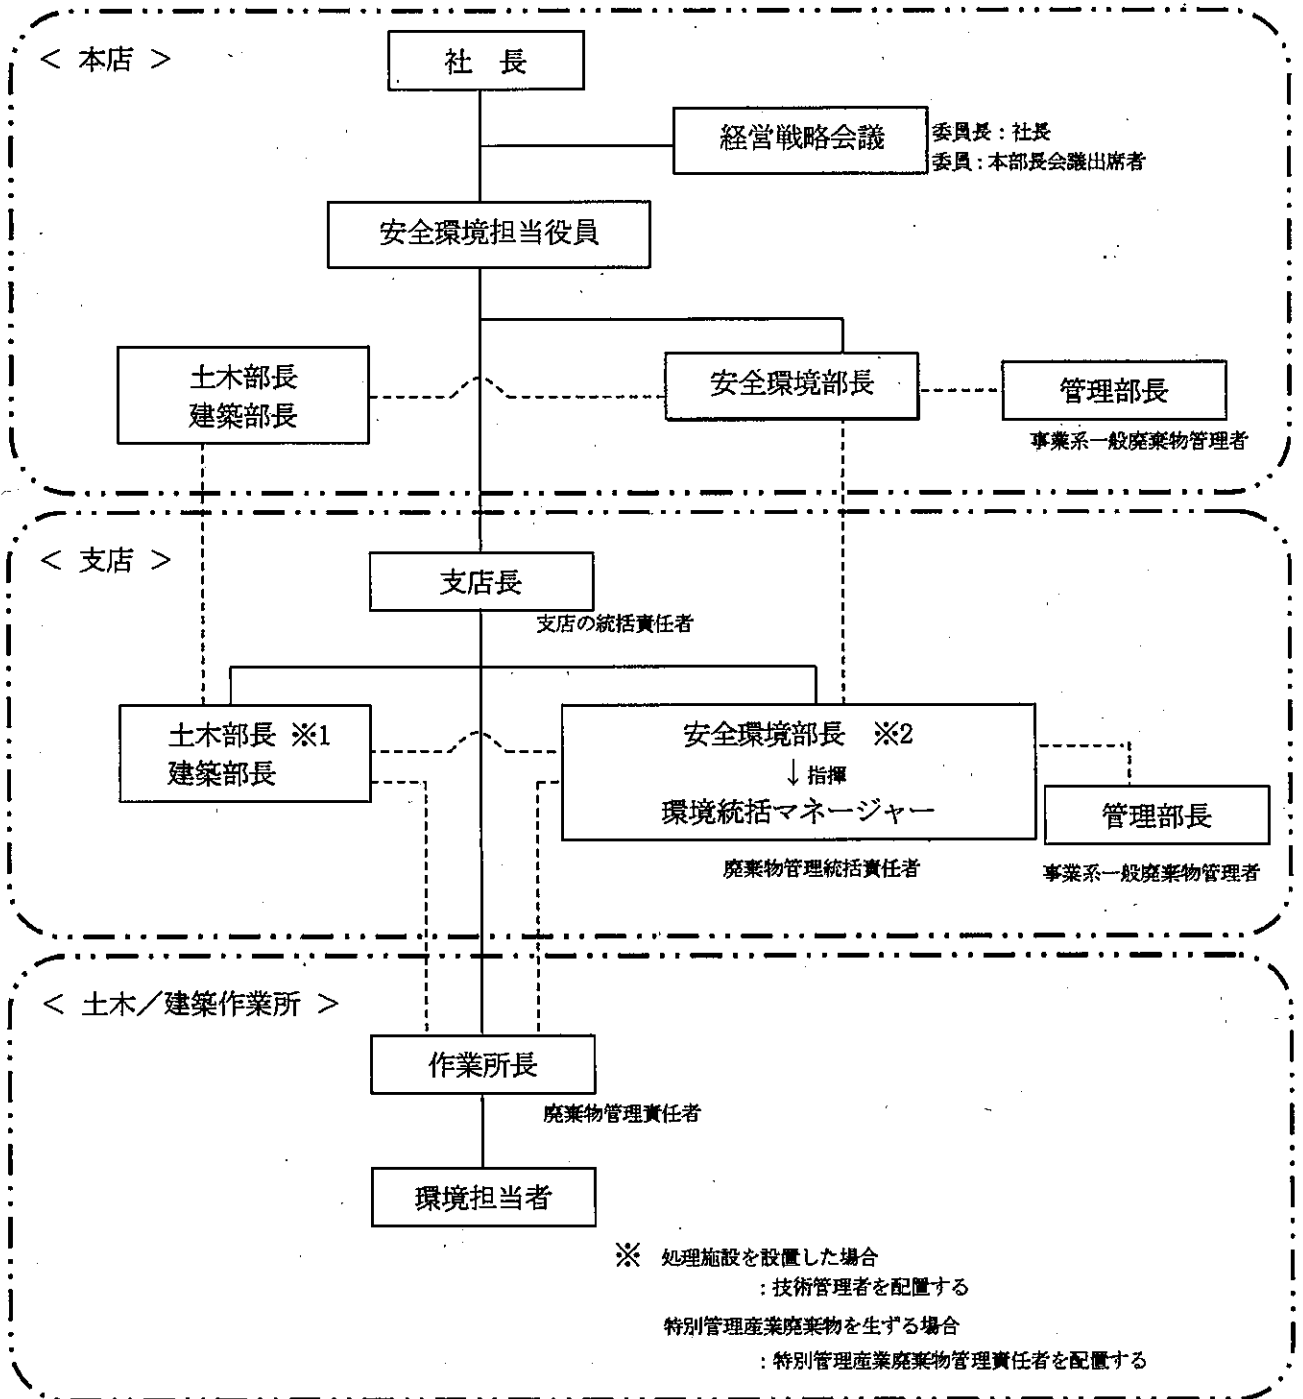 < 本店 >
社 長
経営戦略会議
委員長:社長
委員:本部長会議出席者
安全環境担当役員
土木部長
建築部長
安全環境部長
管理部長
事業系一般廃棄物管理者
< 支店 >
支店長
支店の統括責任者
土木部長 ※1
建築部長
安全環境部長 ※2
↓指揮
環境統括マネージャー
廃棄物管理統括責任者
管理部長
事業系一般廃棄物管理者
< 土木/建築作業所 >
作業所長
廃棄物管理責任者
環境担当者
※ 処理施設を設置した場合
:技術管理者を配置する
特別管理産業廃棄物を生ずる場合
:特別管理産業廃棄物管理責任者を配置する